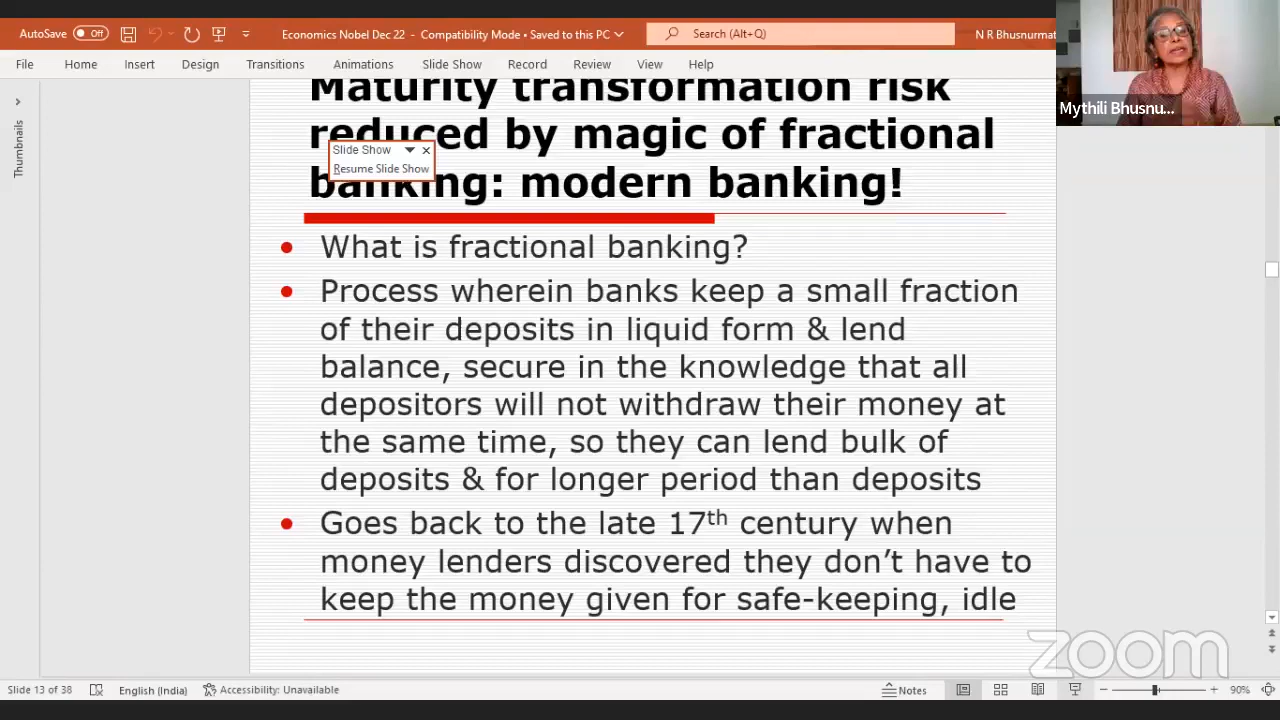 AutoSave Off
Economics Nobel Dec 22 - Compatibility Mode • Saved to this PC
Search (Alt+Q)
N R Bhusnurmat
File Home Insert Design Transitions Animations Slide Show Record Review View Help
Thumbnails
Maturity transformation risk
reduced by magic of fractional
banking: modern banking!
Slide Show
Resume Slide Show
What is fractional banking?
Process wherein banks keep a small fraction
of their deposits in liquid form & lend
balance, secure in the knowledge that all
depositors will not withdraw their money at
the same time, so they can lend bulk of
deposits & for longer period than deposits
Goes back to the late 17th century when
money lenders discovered they don't have to
keep the money given for safe-keeping, idle
Mythili Bhusnu...
zoom
Slide 13 of 38 English (India) Accessibility: Unavailable Notes 90%